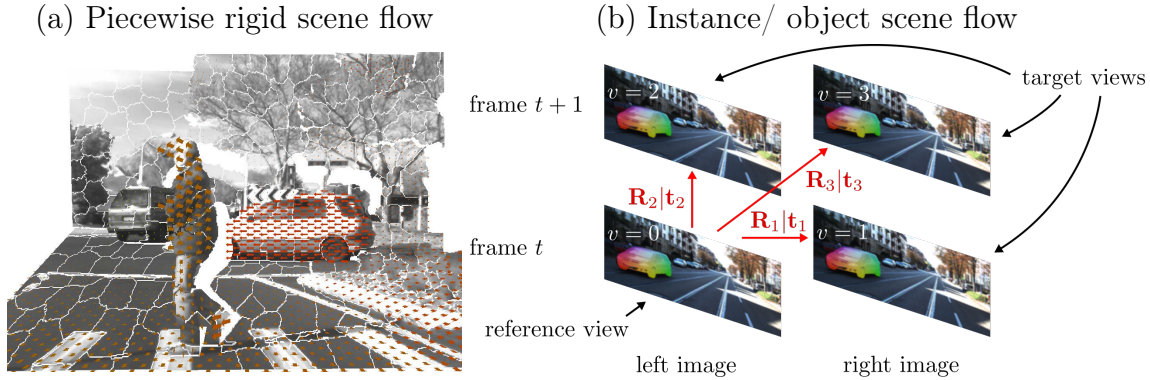 (a) Piecewise rigid scene flow
(b) Instance/ object scene flow
target views
frame t + 1
v = 2
v = 3
R₂|t₂
R₃|t₃
R₁|t₁
frame t
v = 0
v = 1
reference view
left image
right image